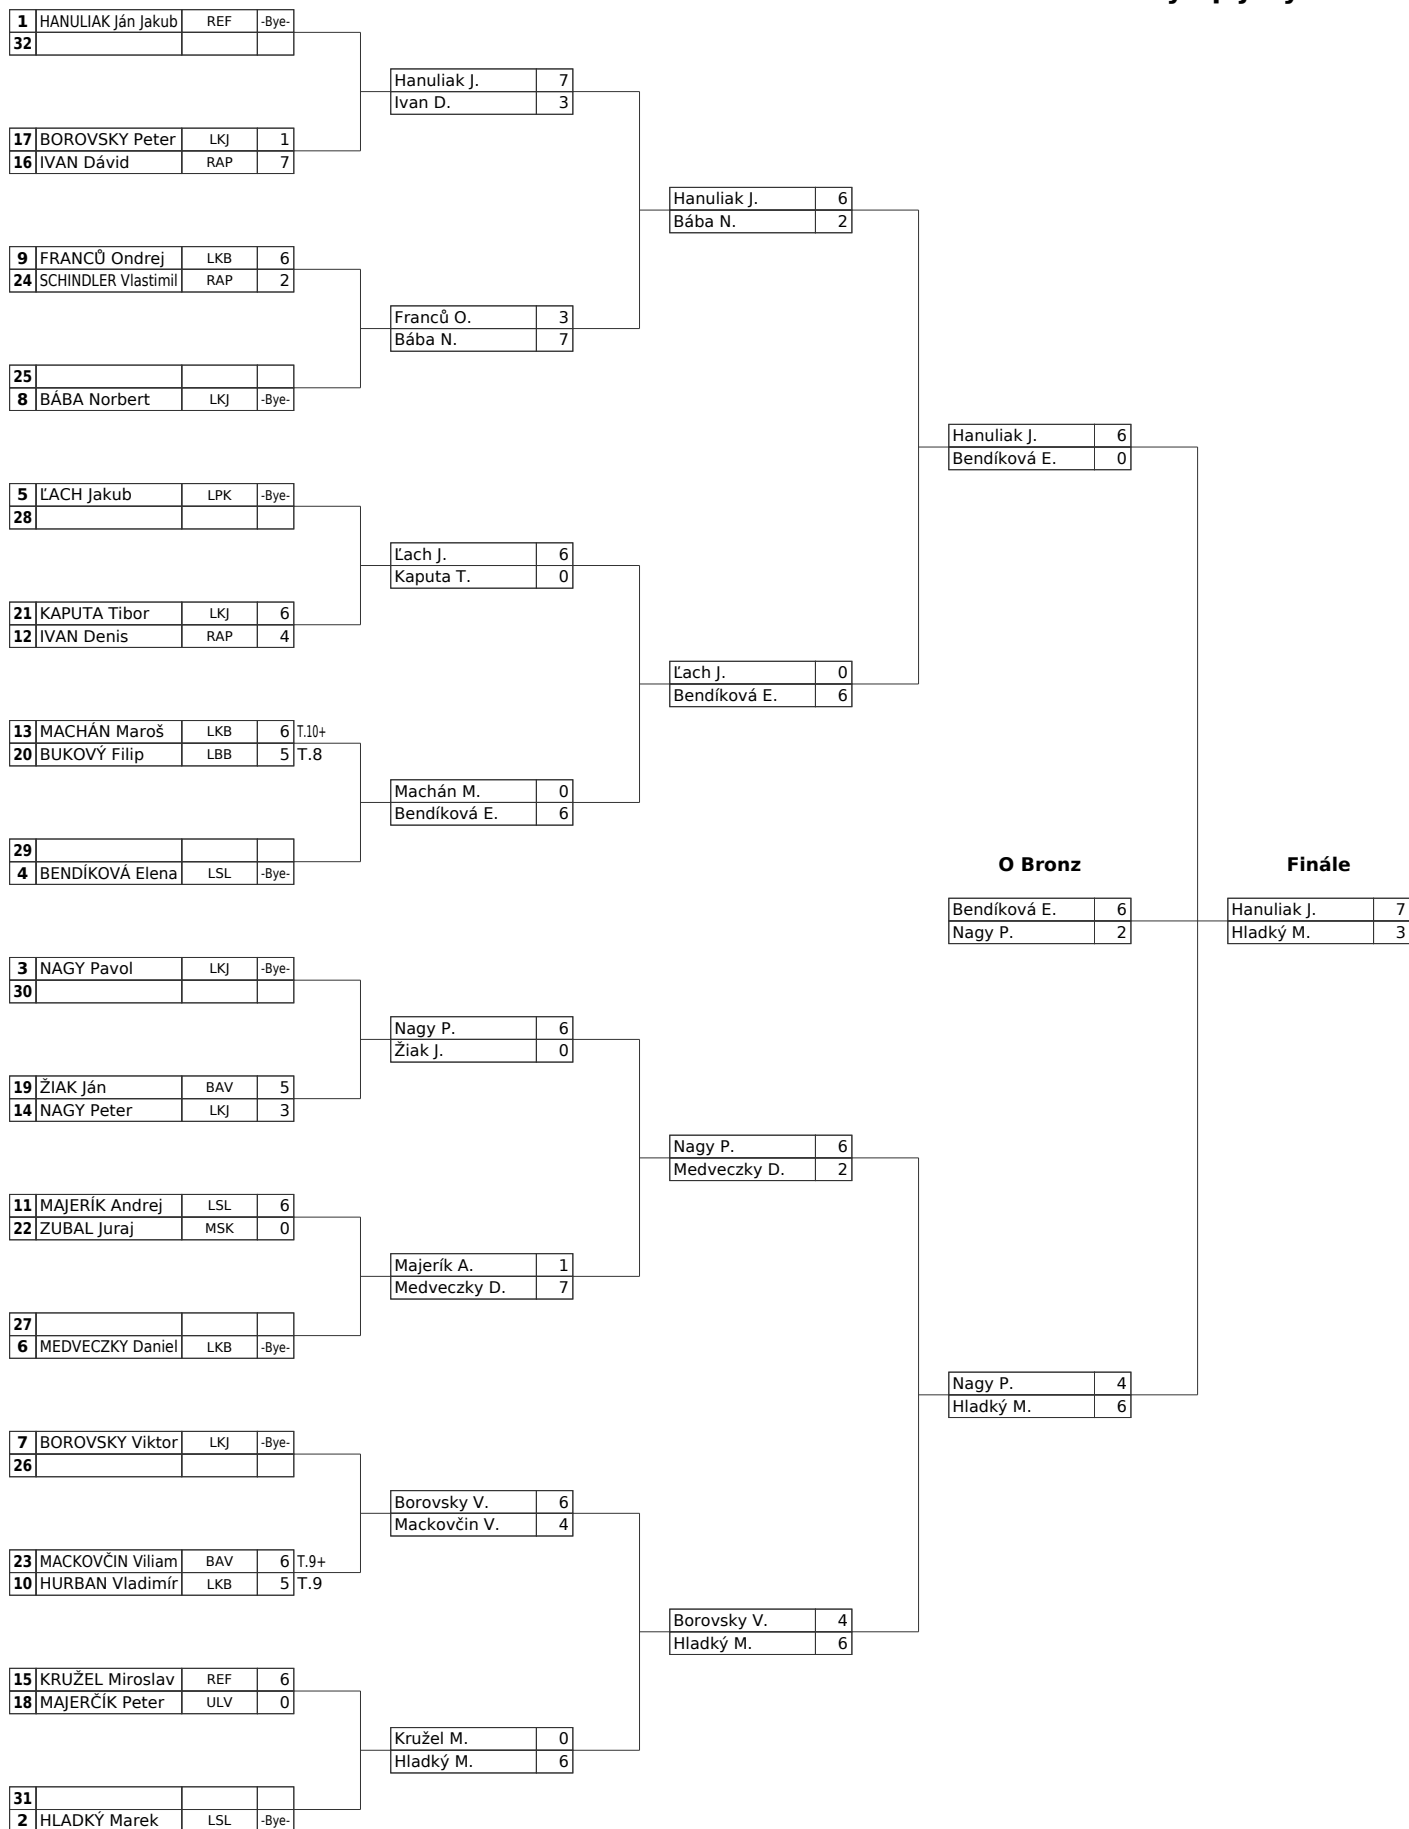 1 HANULIAK Ján Jakub REF -Bye-
32
Hanuliak J. 7
Ivan D. 3
17 BOROVSKY Peter LKJ 1
16 IVAN Dávid RAP 7
Hanuliak J. 6
Bába N. 2
9 FRANCŮ Ondrej LKB 6
24 SCHINDLER Vlastimil RAP 2
Franců O. 3
Bába N. 7
25
8 BÁBA Norbert LKJ -Bye-
Hanuliak J. 6
Bendíková E. 0
5 ĽACH Jakub LPK -Bye-
28
Ľach J. 6
Kaputa T. 0
21 KAPUTA Tibor LKJ 6
12 IVAN Denis RAP 4
Ľach J. 0
Bendíková E. 6
13 MACHÁN Maroš LKB 6 T.10+
20 BUKOVÝ Filip LBB 5 T.8
Machán M. 0
Bendíková E. 6
29
4 BENDÍKOVÁ Elena LSL -Bye-
O Bronz Finále
Bendíková E. 6 Hanuliak J. 7
Nagy P. 2 Hladký M. 3
3 NAGY Pavol LKJ -Bye-
30
Nagy P. 6
Žiak J. 0
19 ŽIAK Ján BAV 5
14 NAGY Peter LKJ 3
Nagy P. 6
Medveczky D. 2
11 MAJERÍK Andrej LSL 6
22 ZUBAL Juraj MSK 0
Majerík A. 1
Medveczky D. 7
27
6 MEDVECZKY Daniel LKB -Bye-
Nagy P. 4
Hladký M. 6
7 BOROVSKY Viktor LKJ -Bye-
26
Borovsky V. 6
Mackovčin V. 4
23 MACKOVČIN Viliam BAV 6 T.9+
10 HURBAN Vladimír LKB 5 T.9
Borovsky V. 4
Hladký M. 6
15 KRUŽEL Miroslav REF 6
18 MAJERČÍK Peter ULV 0
Kružel M. 0
Hladký M. 6
31
2 HLADKÝ Marek LSL -Bye-